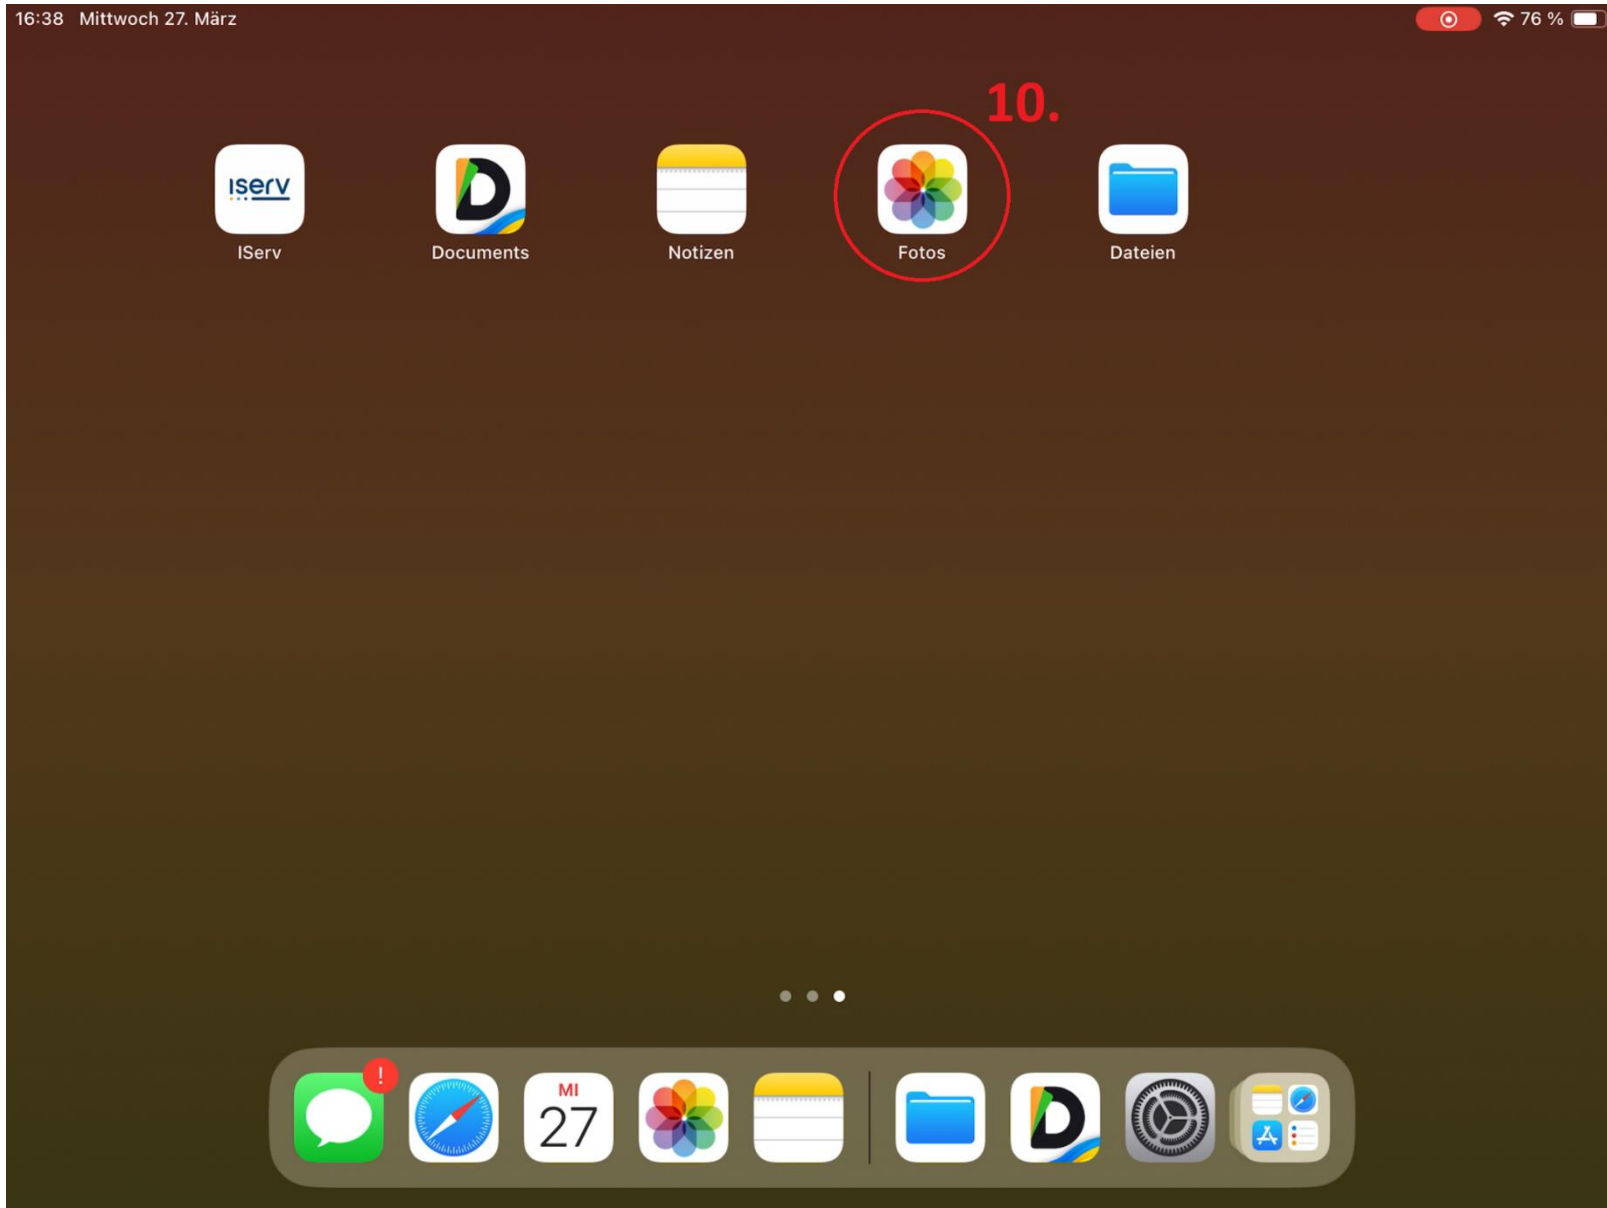 16:38 Mittwoch 27. März
76 %
10.
IServ
IServ
Documents
Notizen
Fotos
Dateien
!
MI
27